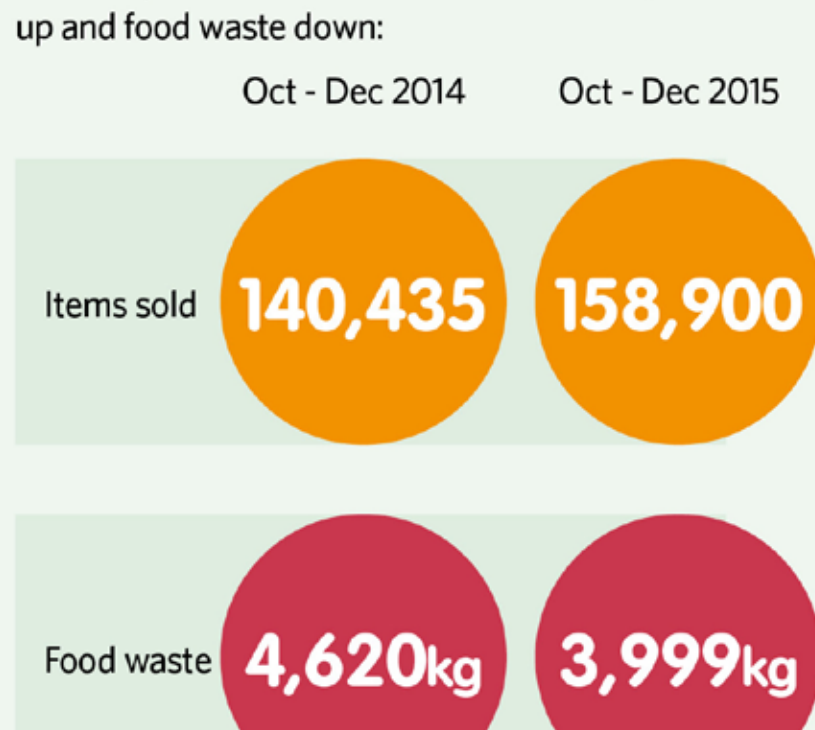 up and food waste down:
Oct - Dec 2014 Oct - Dec 2015
Items sold 140,435 158,900
Food waste 4,620kg 3,999kg